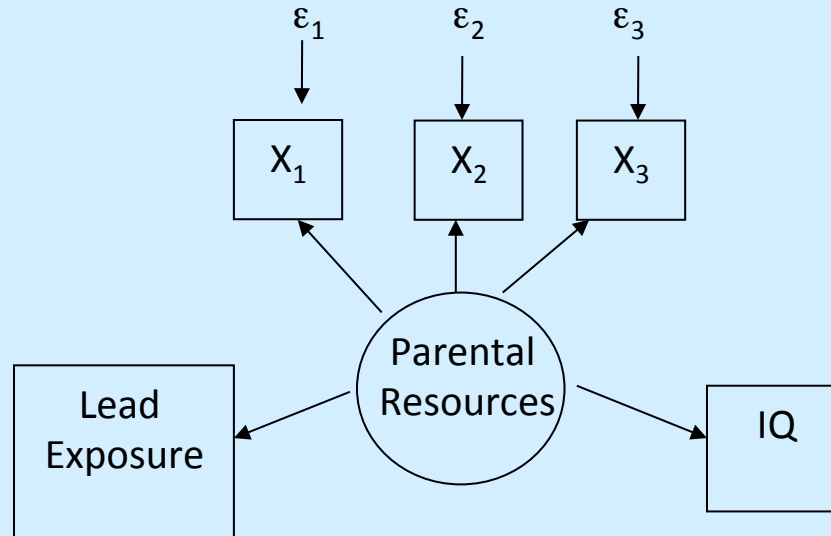 ε₁ ε₂ ε₃
X₁ X₂ X₃
Parental
Resources
Lead
Exposure
IQ